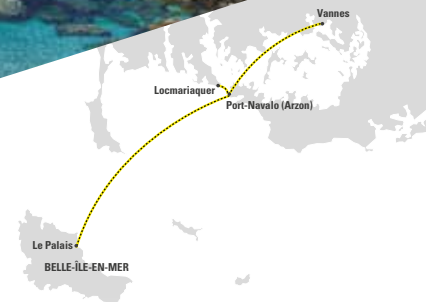 Vannes
Locmariaquer
Port-Navalo (Arzon)
Le Palais
BELLE-ÎLE-EN-MER